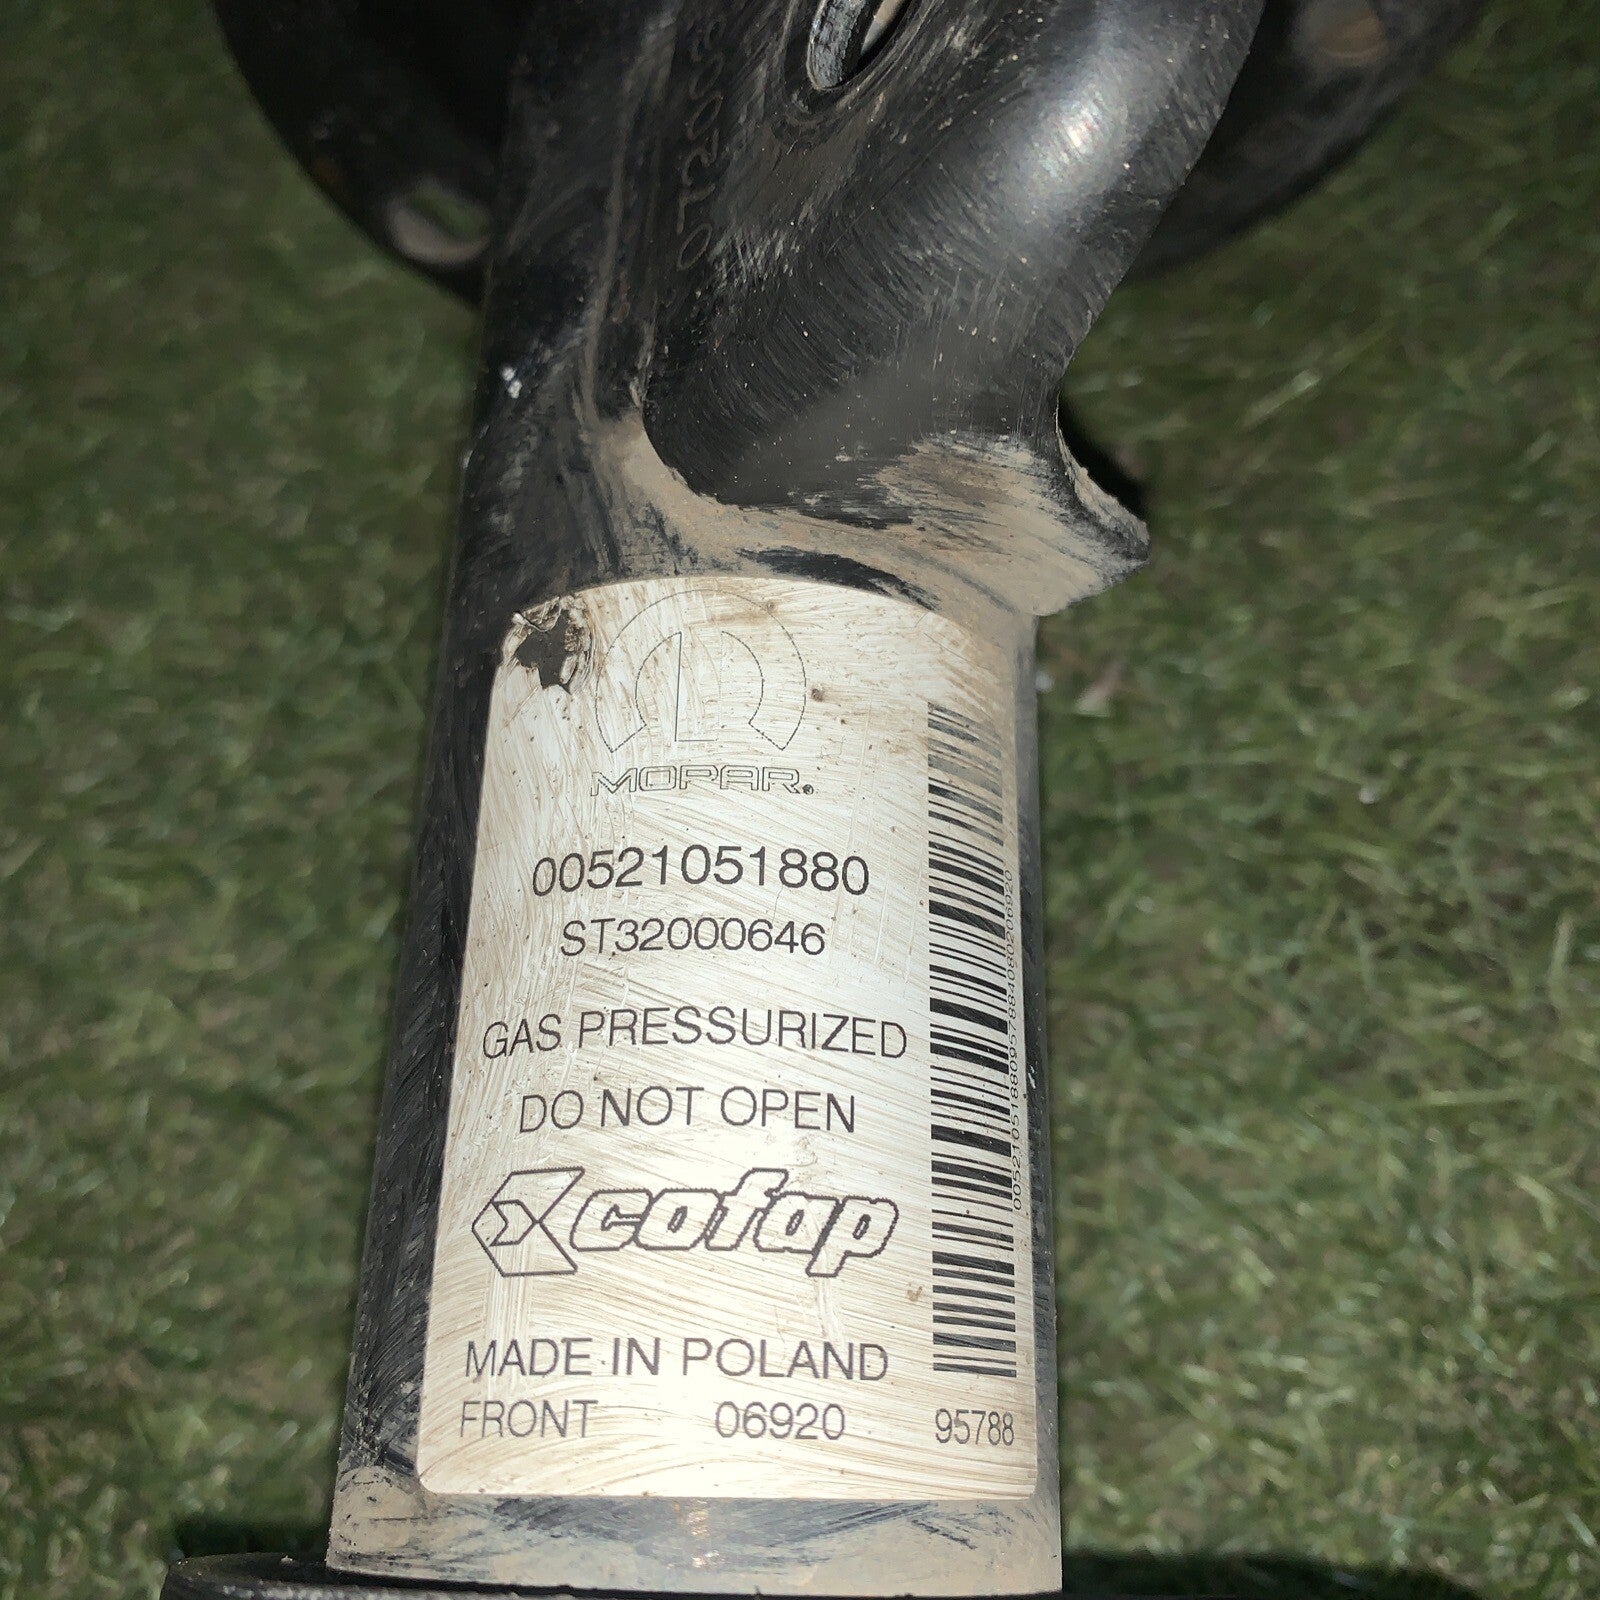 MOPAR®
00521051880
ST32000646
GAS PRESSURIZED
DO NOT OPEN
cofap
MADE IN POLAND
FRONT 06920 95788